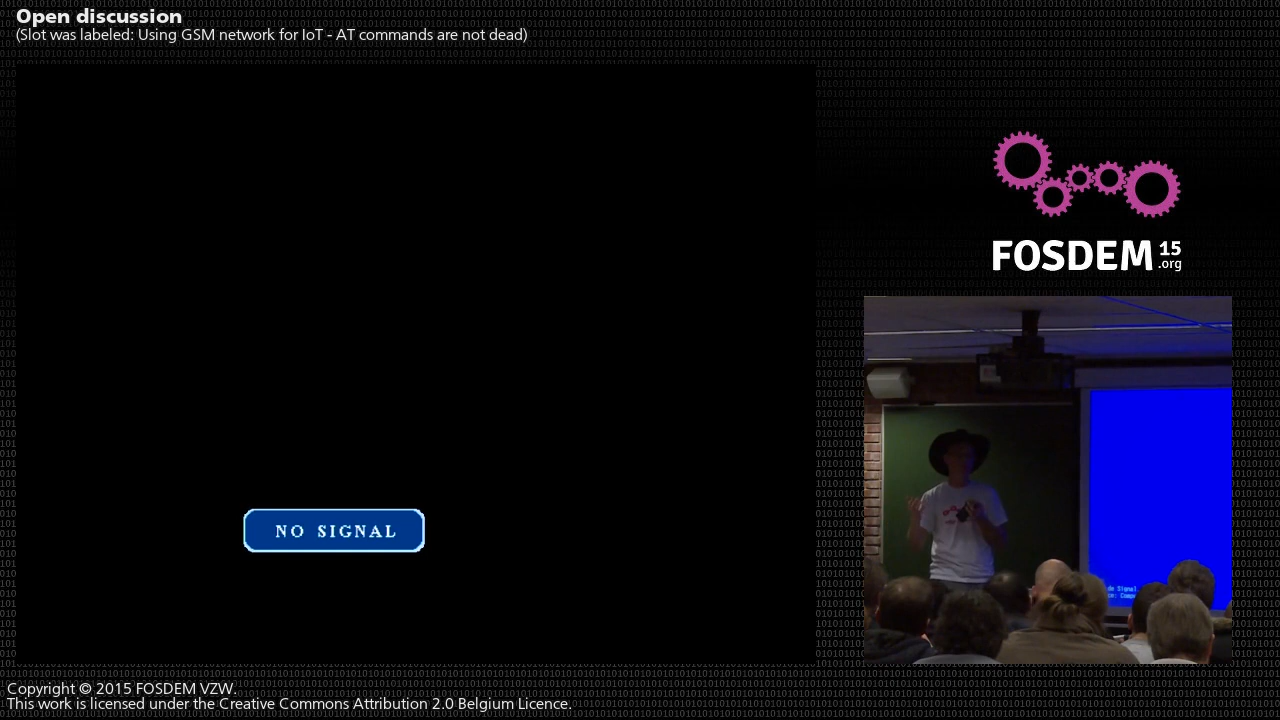 Open discussion
(Slot was labeled: Using GSM network for IoT - AT commands are not dead)
FOSDEM 15
.org
NO SIGNAL
Copyright © 2015 FOSDEM VZW.
This work is licensed under the Creative Commons Attribution 2.0 Belgium Licence.